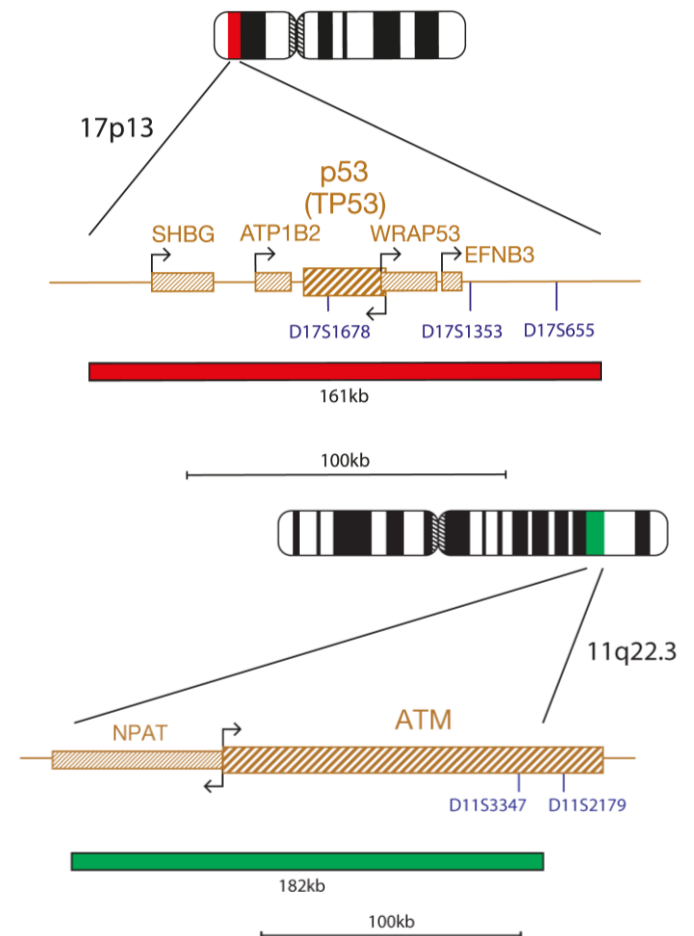 17p13
p53
(TP53)
SHBG ATP1B2 WRAP53
EFNB3
D17S1678 D17S1353 D17S655
161kb
100kb
11q22.3
NPAT ATM
D11S3347 D11S2179
182kb
100kb